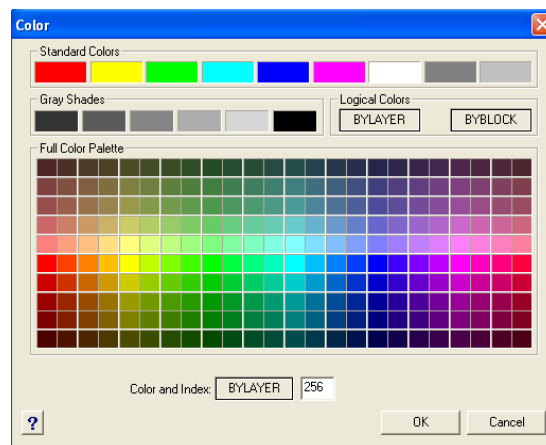 Color
Standard Colors
Gray Shades
Logical Colors
BYLAYER BYBLOCK
Full Color Palette
Color and Index: BYLAYER 256
? OK Cancel